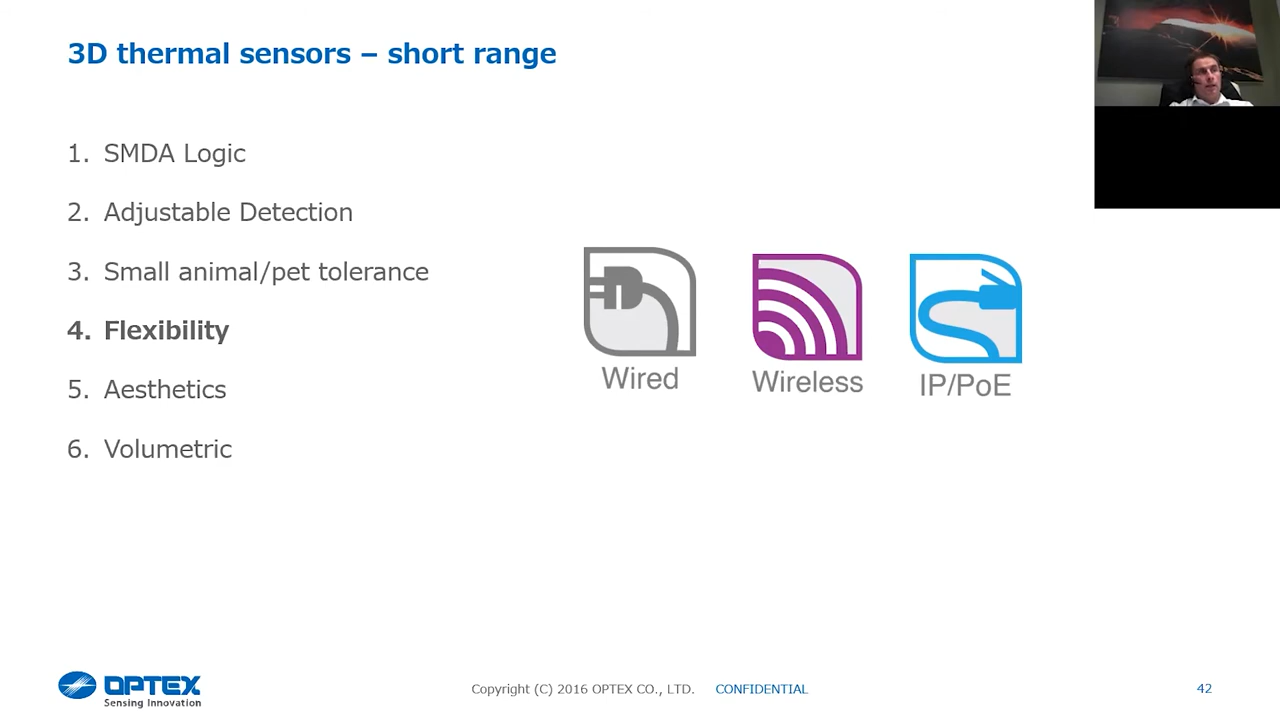 3D thermal sensors – short range
1. SMDA Logic
2. Adjustable Detection
3. Small animal/pet tolerance
4. Flexibility
5. Aesthetics
6. Volumetric
Wired
Wireless
IP/PoE
OPTEX
Sensing Innovation
Copyright (C) 2016 OPTEX CO., LTD. CONFIDENTIAL
42